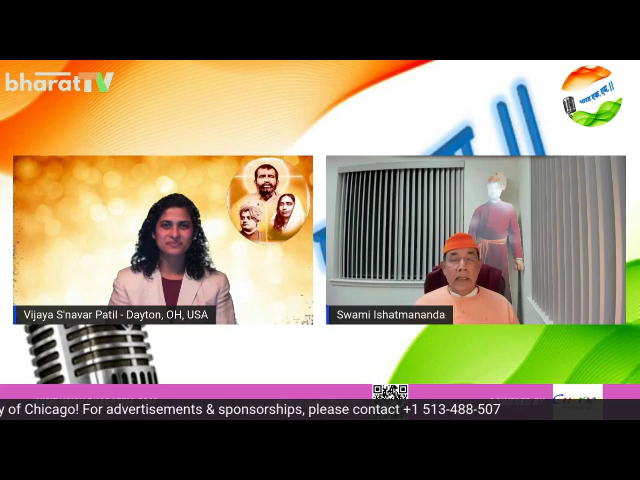 bharatTV
Vijaya S'navar Patil - Dayton, OH, USA
Swami Ishatmananda
y of Chicago! For advertisements & sponsorships, please contact +1 513-488-507